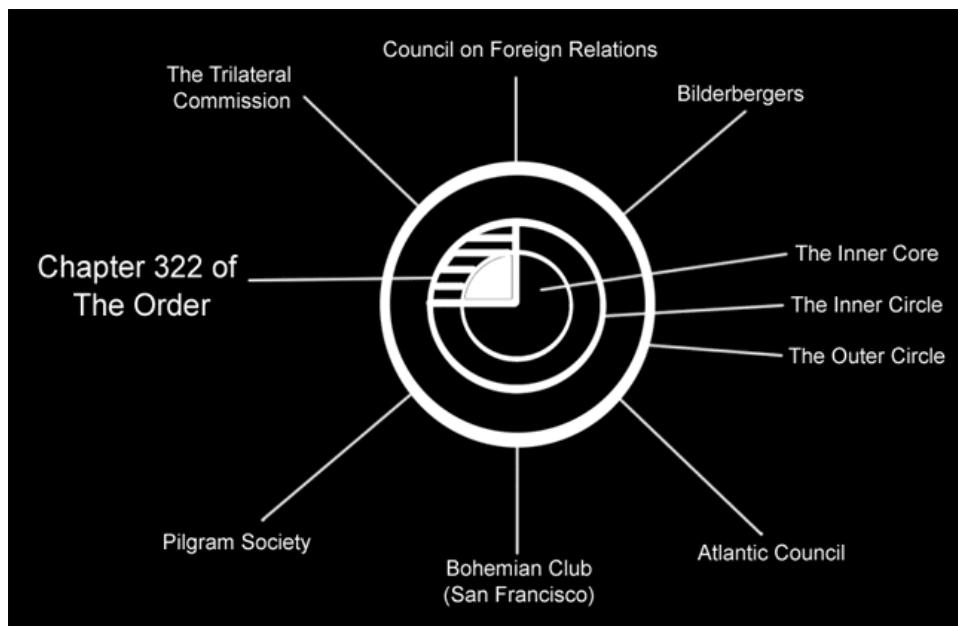 Council on Foreign Relations
The Trilateral
Commission
Bilderbergers
Chapter 322 of
The Order
The Inner Core
The Inner Circle
The Outer Circle
Pilgram Society
Bohemian Club
(San Francisco)
Atlantic Council